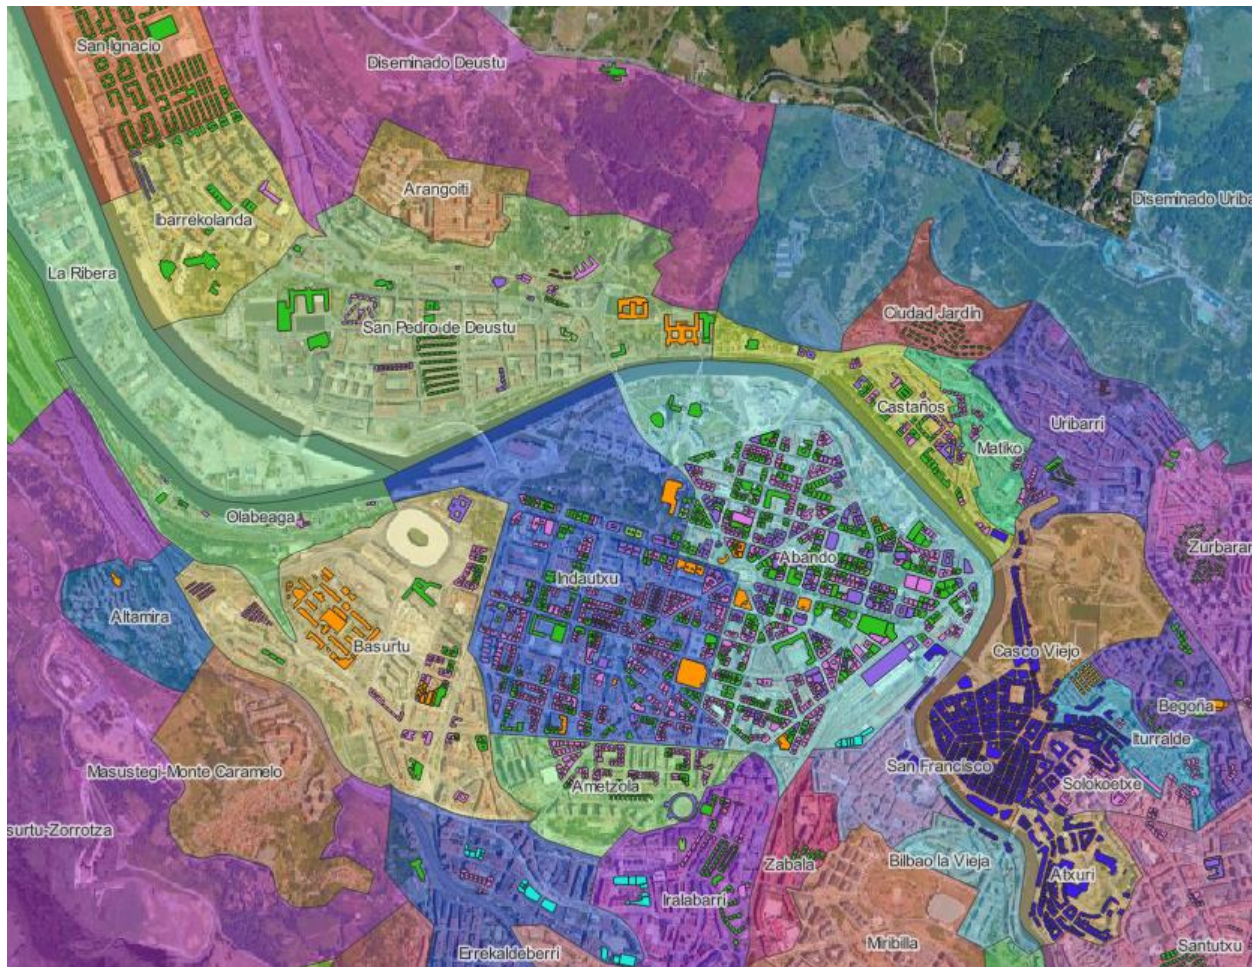 San Ignacio
Diseminado Deustu
Arangoiti
Diseminado Uriba
Ibarrekolanda
La Ribera
Ciudad Jardín
San Pedro de Deustu
Castaños
Uribarri
Matiko
Olabeaga
Zurbaran
Abando
Indautxu
Altamira
Basurtu
Casco Viejo
Begoña
Iturralde
Masustegi-Monte Caramelo
San Francisco
Solokoetxe
Ametzola
surtu-Zorrotza
Zabala
Bilbao la Vieja
Atxuri
Iralabarri
Miribilla
Santutxu
Errekaldeberri